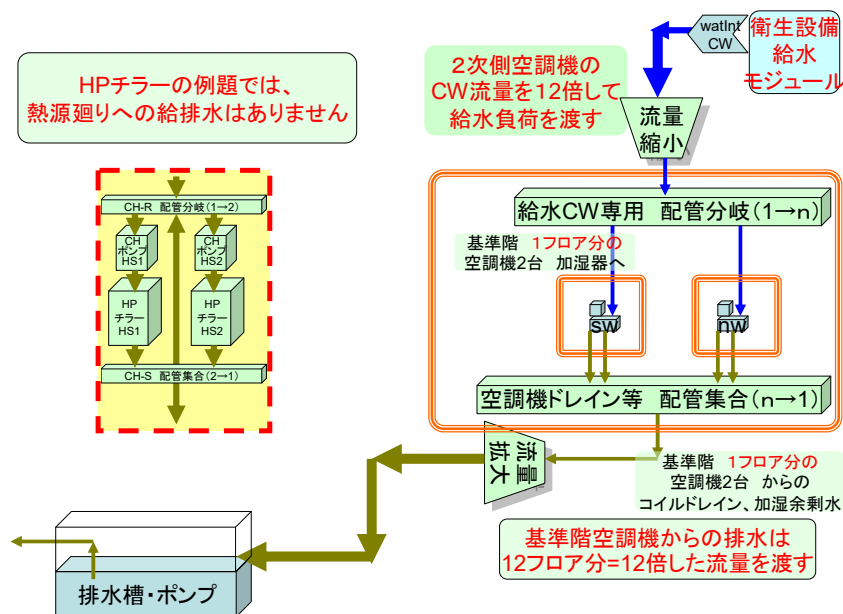 watInt
CW
衛生設備
給水
モジュール
HPチラーの例題では、
熱源廻りへの給排水はありません
2次側空調機の
CW流量を12倍して
給水負荷を渡す
流量
縮小
CH-R 配管分岐(1→2)
CH
ポンプ
HS1
CH
ポンプ
HS2
HP
チラー
HS1
HP
チラー
HS2
CH-S 配管集合(2→1)
給水CW専用 配管分岐(1→n)
基準階 1フロア分の
空調機2台 加湿器へ
sw
nw
空調機ドレイン等 配管集合(n→1)
流量
拡大
基準階 1フロア分の
空調機2台 からの
コイルドレイン、加湿余剰水
基準階空調機からの排水は
12フロア分=12倍した流量を渡す
排水槽・ポンプ